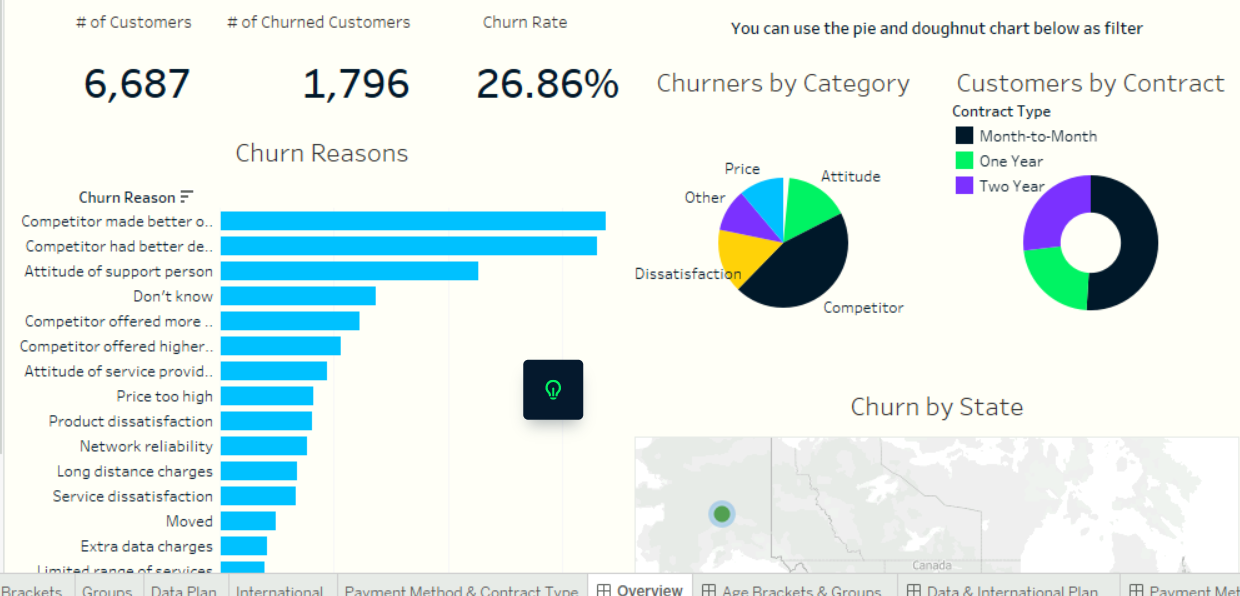 # of Customers
# of Churned Customers
Churn Rate
6,687
1,796
26.86%
You can use the pie and doughnut chart below as filter
Churn Reasons
Churn Reason
Competitor made better o..
Competitor had better de..
Attitude of support person
Don't know
Competitor offered more ..
Competitor offered higher..
Attitude of service provid..
Price too high
Product dissatisfaction
Network reliability
Long distance charges
Service dissatisfaction
Moved
Extra data charges
Limited range of services
Churners by Category
Price
Attitude
Other
Dissatisfaction
Competitor
Customers by Contract
Contract Type
Month-to-Month
One Year
Two Year
Churn by State
Canada
Brackets
Groups
Data Plan
International
Payment Method & Contract Type
Overview
Age Brackets & Groups
Data & International Plan
Payment Met